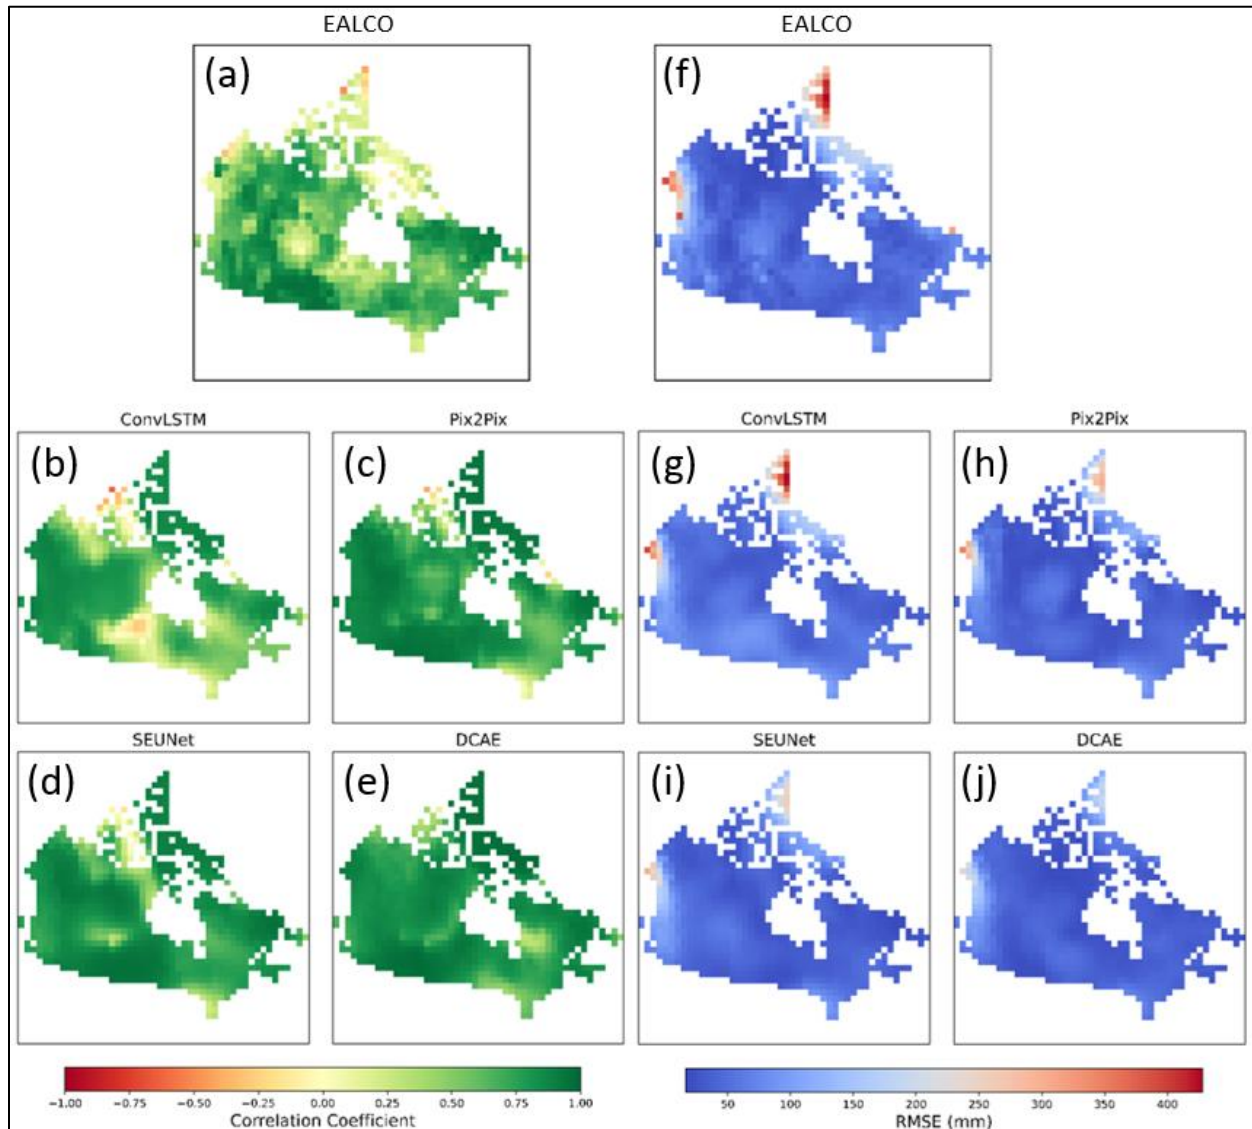 EALCO
EALCO
(a)
(f)
ConvLSTM
Pix2Pix
ConvLSTM
Pix2Pix
(b)
(c)
(g)
(h)
SEUNet
DCAE
SEUNet
DCAE
(d)
(e)
(i)
(j)
−1.00 −0.75 −0.50 −0.25 0.00 0.25 0.50 0.75 1.00
Correlation Coefficient
50 100 150 200 250 300 350 400
RMSE (mm)